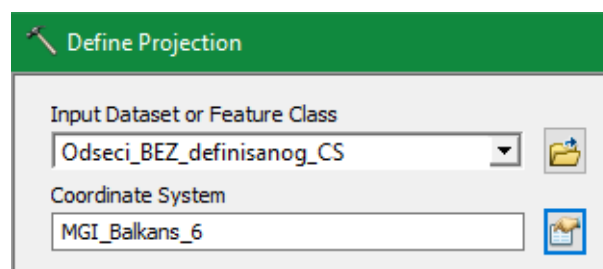 Define Projection
Input Dataset or Feature Class
Odseci_BEZ_definisanog_CS
Coordinate System
MGI_Balkans_6